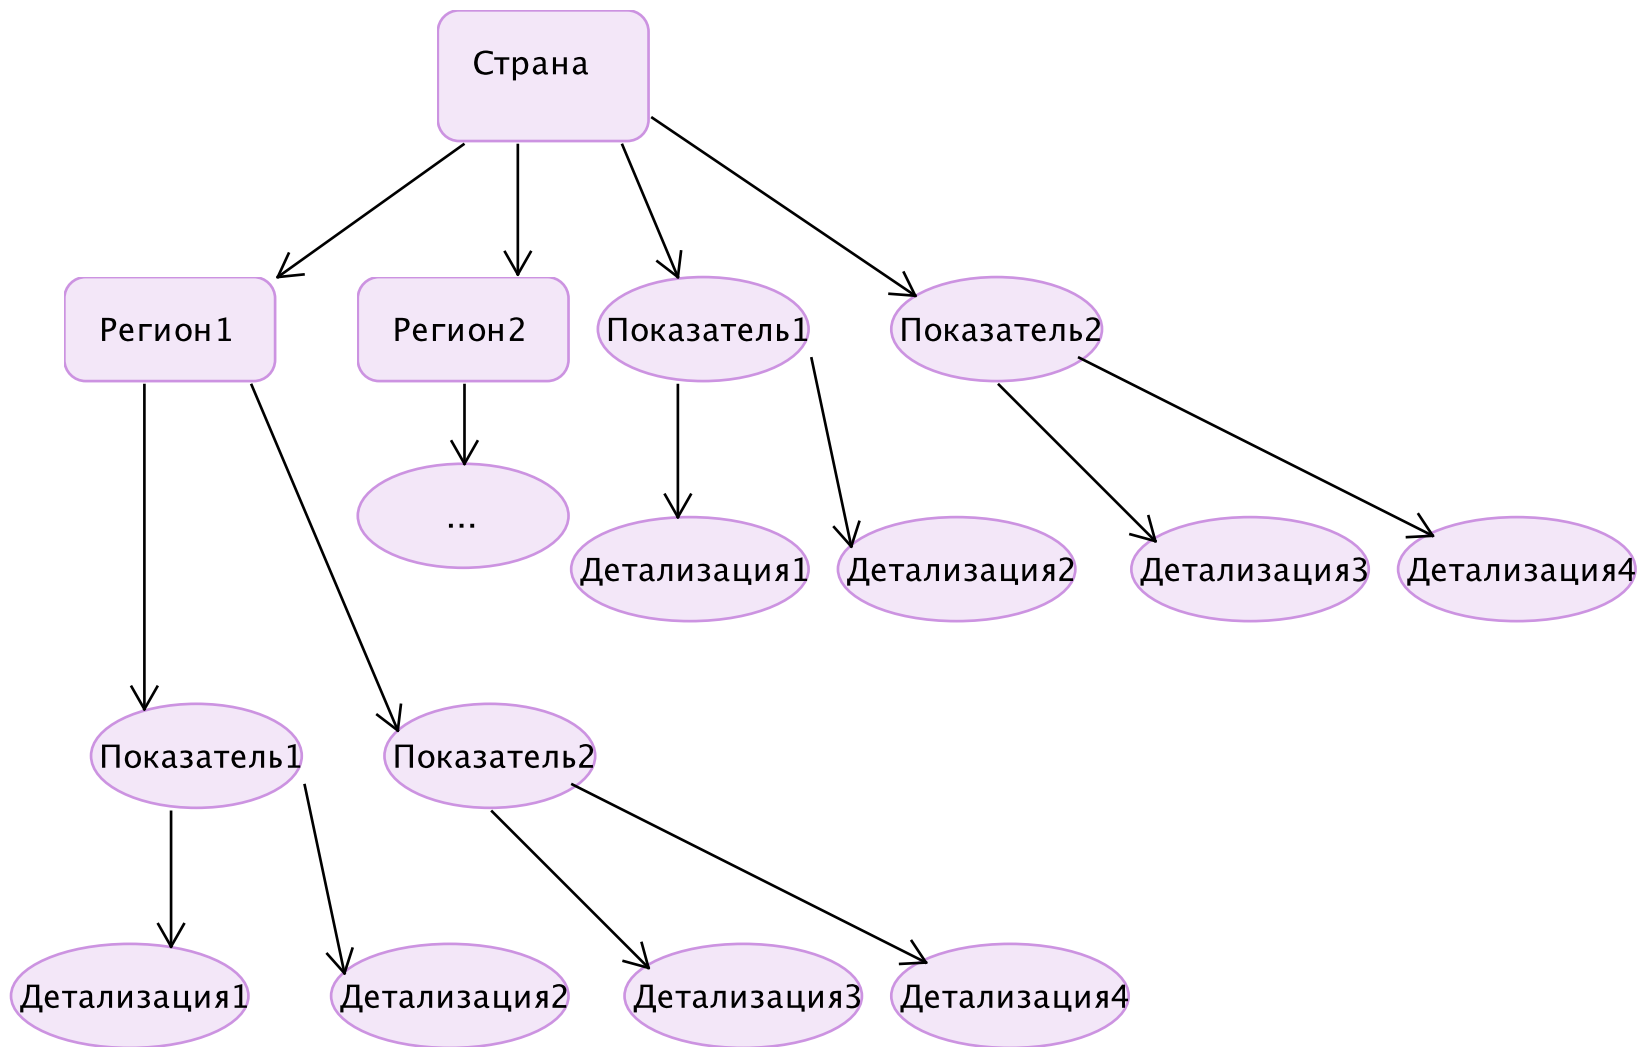 Страна
Регион1
Регион2
Показатель1
Показатель2
...
Детализация1
Детализация2
Детализация3
Детализация4
Показатель1
Показатель2
Детализация1
Детализация2
Детализация3
Детализация4